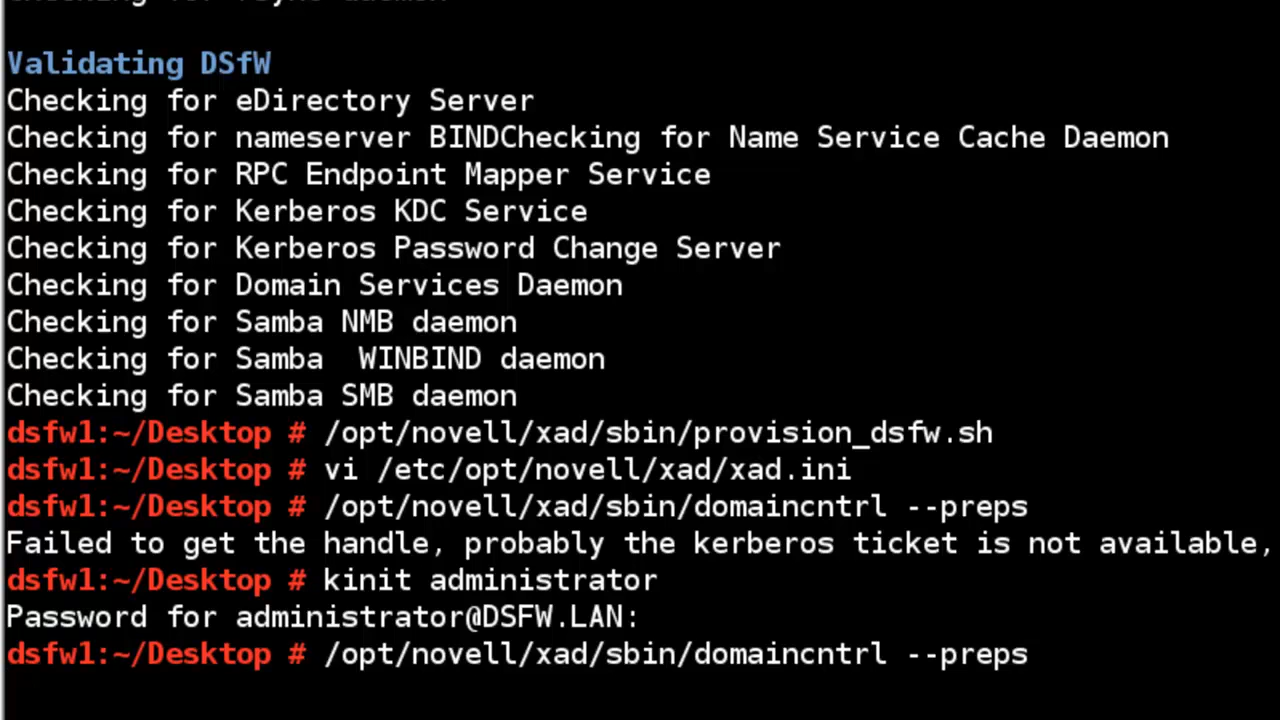 Validating DSfW
Checking for eDirectory Server
Checking for nameserver BINDChecking for Name Service Cache Daemon
Checking for RPC Endpoint Mapper Service
Checking for Kerberos KDC Service
Checking for Kerberos Password Change Server
Checking for Domain Services Daemon
Checking for Samba NMB daemon
Checking for Samba  WINBIND daemon
Checking for Samba SMB daemon
dsfw1:~/Desktop # /opt/novell/xad/sbin/provision_dsfw.sh
dsfw1:~/Desktop # vi /etc/opt/novell/xad/xad.ini
dsfw1:~/Desktop # /opt/novell/xad/sbin/domaincntrl --preps
Failed to get the handle, probably the kerberos ticket is not available,
dsfw1:~/Desktop # kinit administrator
Password for administrator@DSFW.LAN:
dsfw1:~/Desktop # /opt/novell/xad/sbin/domaincntrl --preps